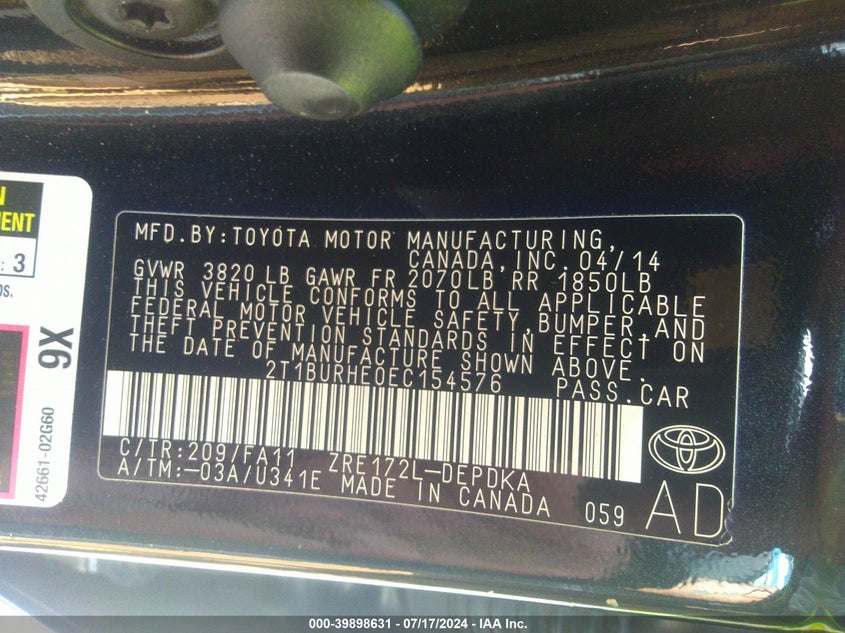 N
MENT
: 3
os.
9X
42661-02G60
MFD.BY:TOYOTA MOTOR MANUFACTURING,
CANADA,INC.04/14
GVWR 3820 LB GAWR FR 2070LB RR 1850LB
THIS VEHICLE CONFORMS TO ALL APPLICABLE
FEDERAL MOTOR VEHICLE SAFETY,BUMPER,AND
THEFT PREVENTION STANDARDS IN EFFECT ON
THE DATE OF MANUFACTURE SHOWN ABOVE.
2T1BURHE0EC154576 PASS.CAR
C/TR:209/FA11 ZRE172L-DEPDKA
A/TM:-03A/U341E MADE IN CANADA 059 AD
000-39898631 - 07/17/2024 - IAA Inc.